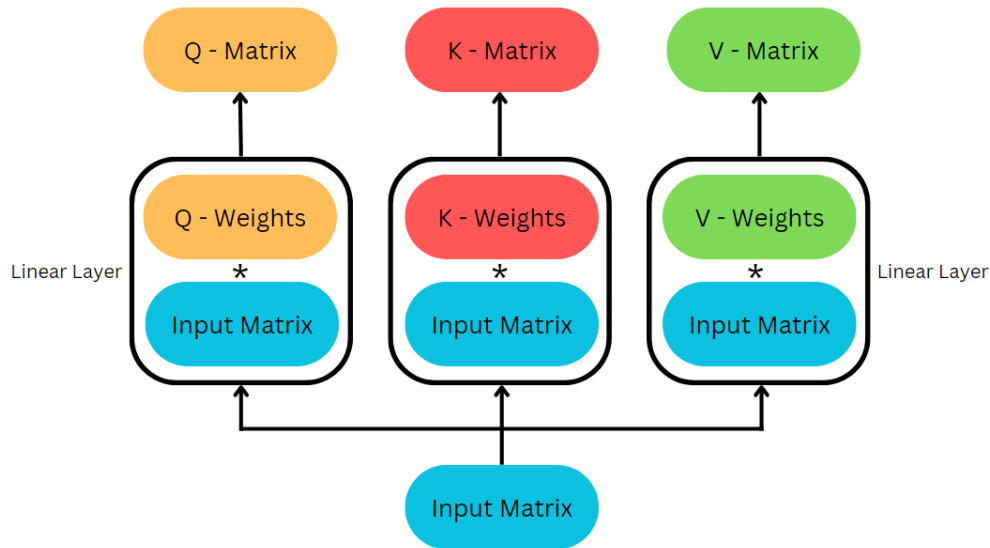 Q - Matrix
K - Matrix
V - Matrix
Q - Weights
K - Weights
V - Weights
Linear Layer
*
*
*
Linear Layer
Input Matrix
Input Matrix
Input Matrix
Input Matrix